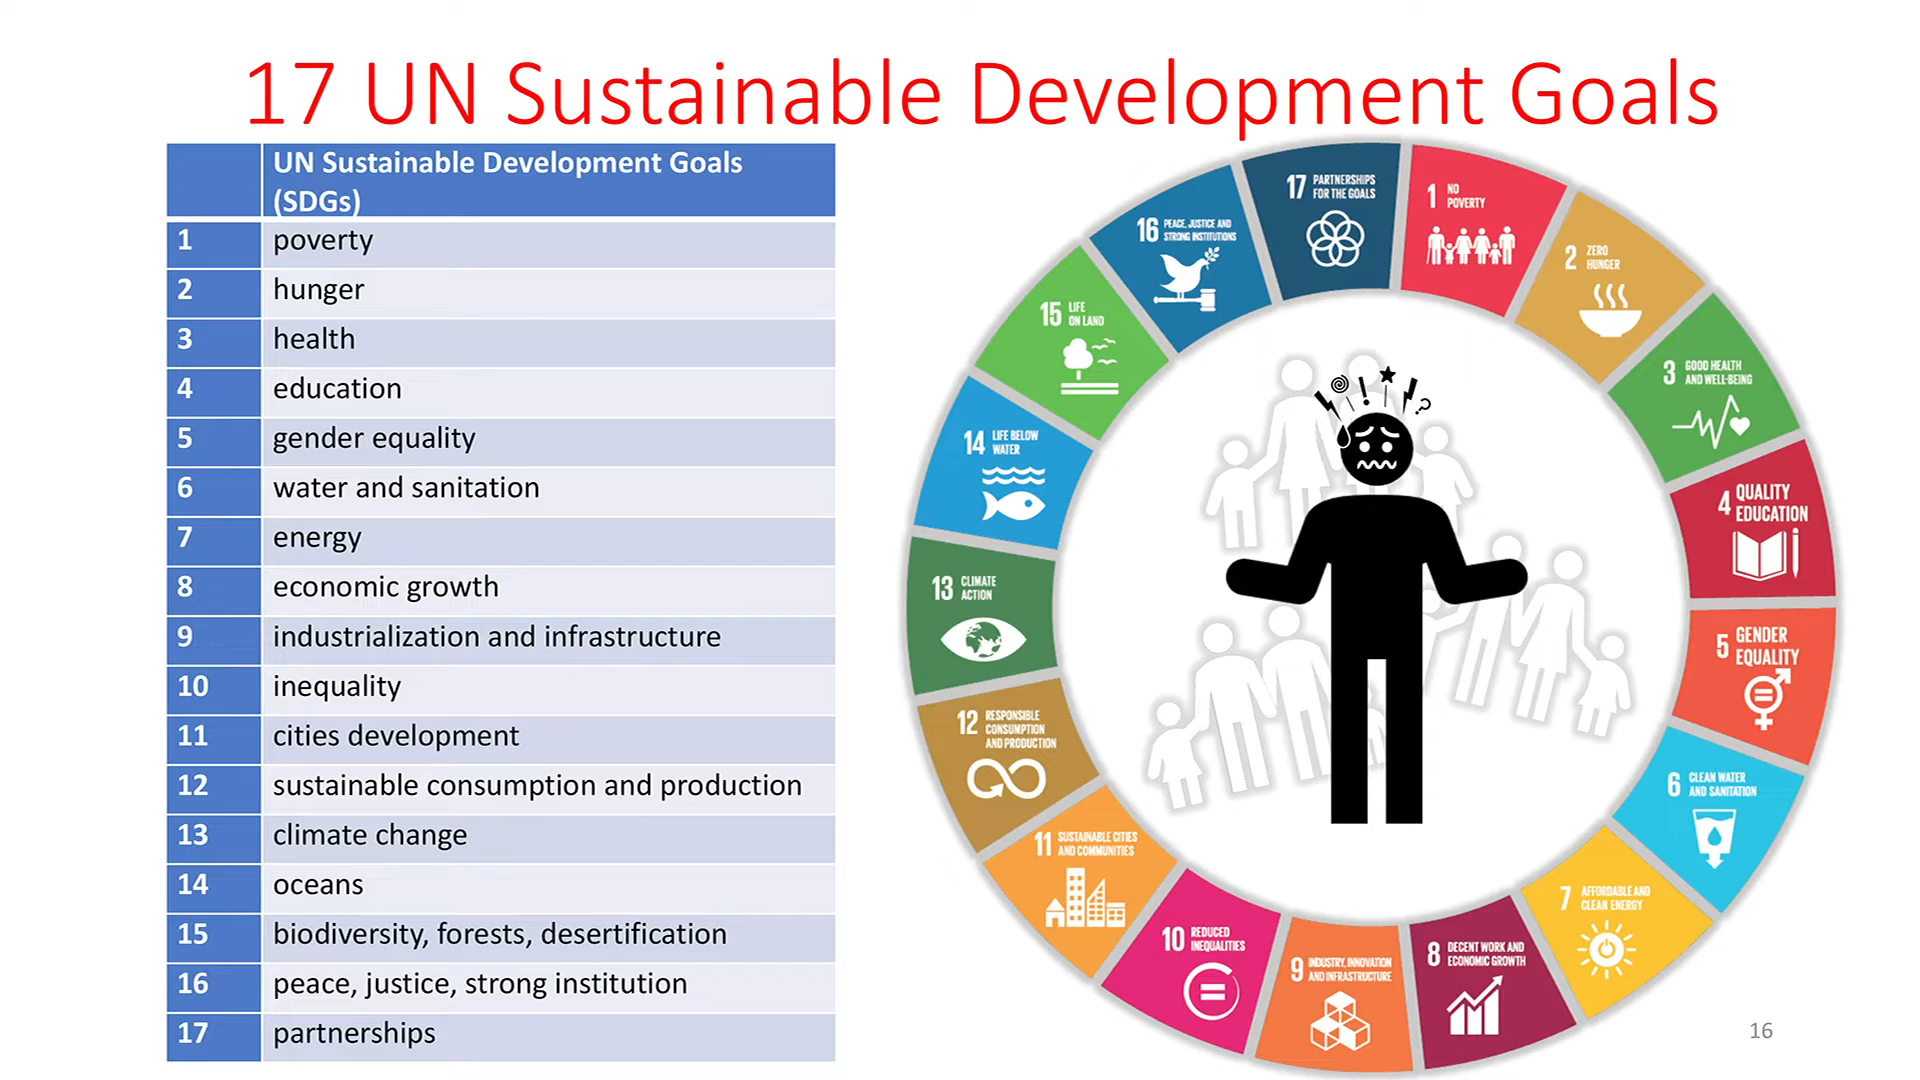 17 UN Sustainable Development Goals
UN Sustainable Development Goals
(SDGs)
1 poverty
2 hunger
3 health
4 education
5 gender equality
6 water and sanitation
7 energy
8 economic growth
9 industrialization and infrastructure
10 inequality
11 cities development
12 sustainable consumption and production
13 climate change
14 oceans
15 biodiversity, forests, desertification
16 peace, justice, strong institution
17 partnerships
1 NO
POVERTY
2 ZERO
HUNGER
3 GOOD HEALTH
AND WELL-BEING
4 QUALITY
EDUCATION
5 GENDER
EQUALITY
6 CLEAN WATER
AND SANITATION
7 AFFORDABLE AND
CLEAN ENERGY
8 DECENT WORK AND
ECONOMIC GROWTH
9 INDUSTRY, INNOVATION
AND INFRASTRUCTURE
10 REDUCED
INEQUALITIES
11 SUSTAINABLE CITIES
AND COMMUNITIES
12 RESPONSIBLE
CONSUMPTION
AND PRODUCTION
13 CLIMATE
ACTION
14 LIFE BELOW
WATER
15 LIFE
ON LAND
16 PEACE, JUSTICE AND
STRONG INSTITUTIONS
17 PARTNERSHIPS
FOR THE GOALS
! ?
16